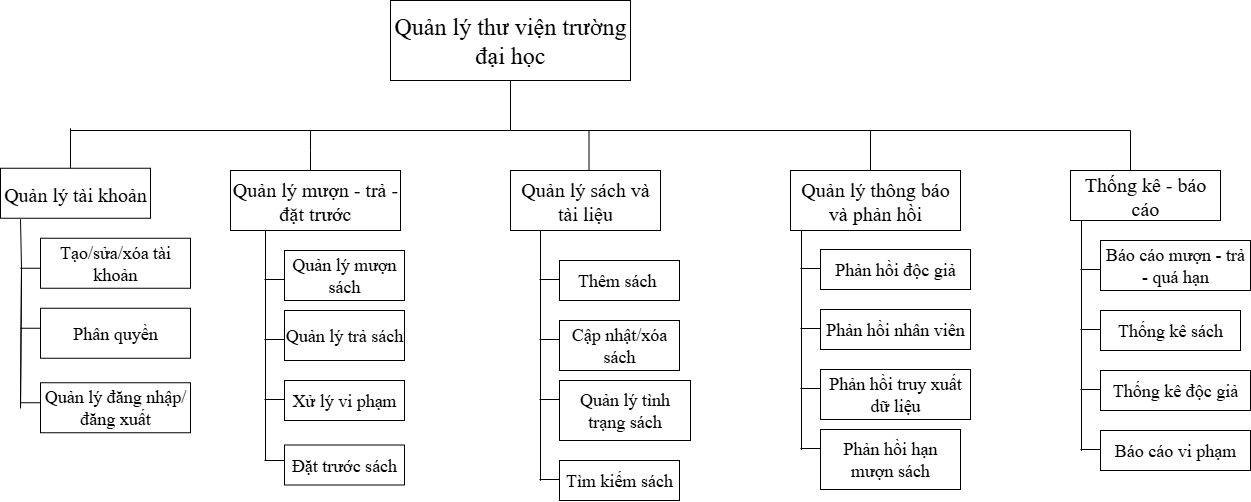 Quản lý thư viện trường
đại học
Quản lý tài khoản
Tạo/sửa/xóa tài
khoản
Phân quyền
Quản lý đăng nhập/
đăng xuất
Quản lý mượn - trả -
đặt trước
Quản lý mượn
sách
Quản lý trả sách
Xử lý vi phạm
Đặt trước sách
Quản lý sách và
tài liệu
Thêm sách
Cập nhật/xóa
sách
Quản lý tình
trạng sách
Tìm kiếm sách
Quản lý thông báo
và phản hồi
Phản hồi độc giả
Phản hồi nhân viên
Phản hồi truy xuất
dữ liệu
Phản hồi hạn
mượn sách
Thống kê - báo
cáo
Báo cáo mượn - trả
- quá hạn
Thống kê sách
Thống kê độc giả
Báo cáo vi phạm